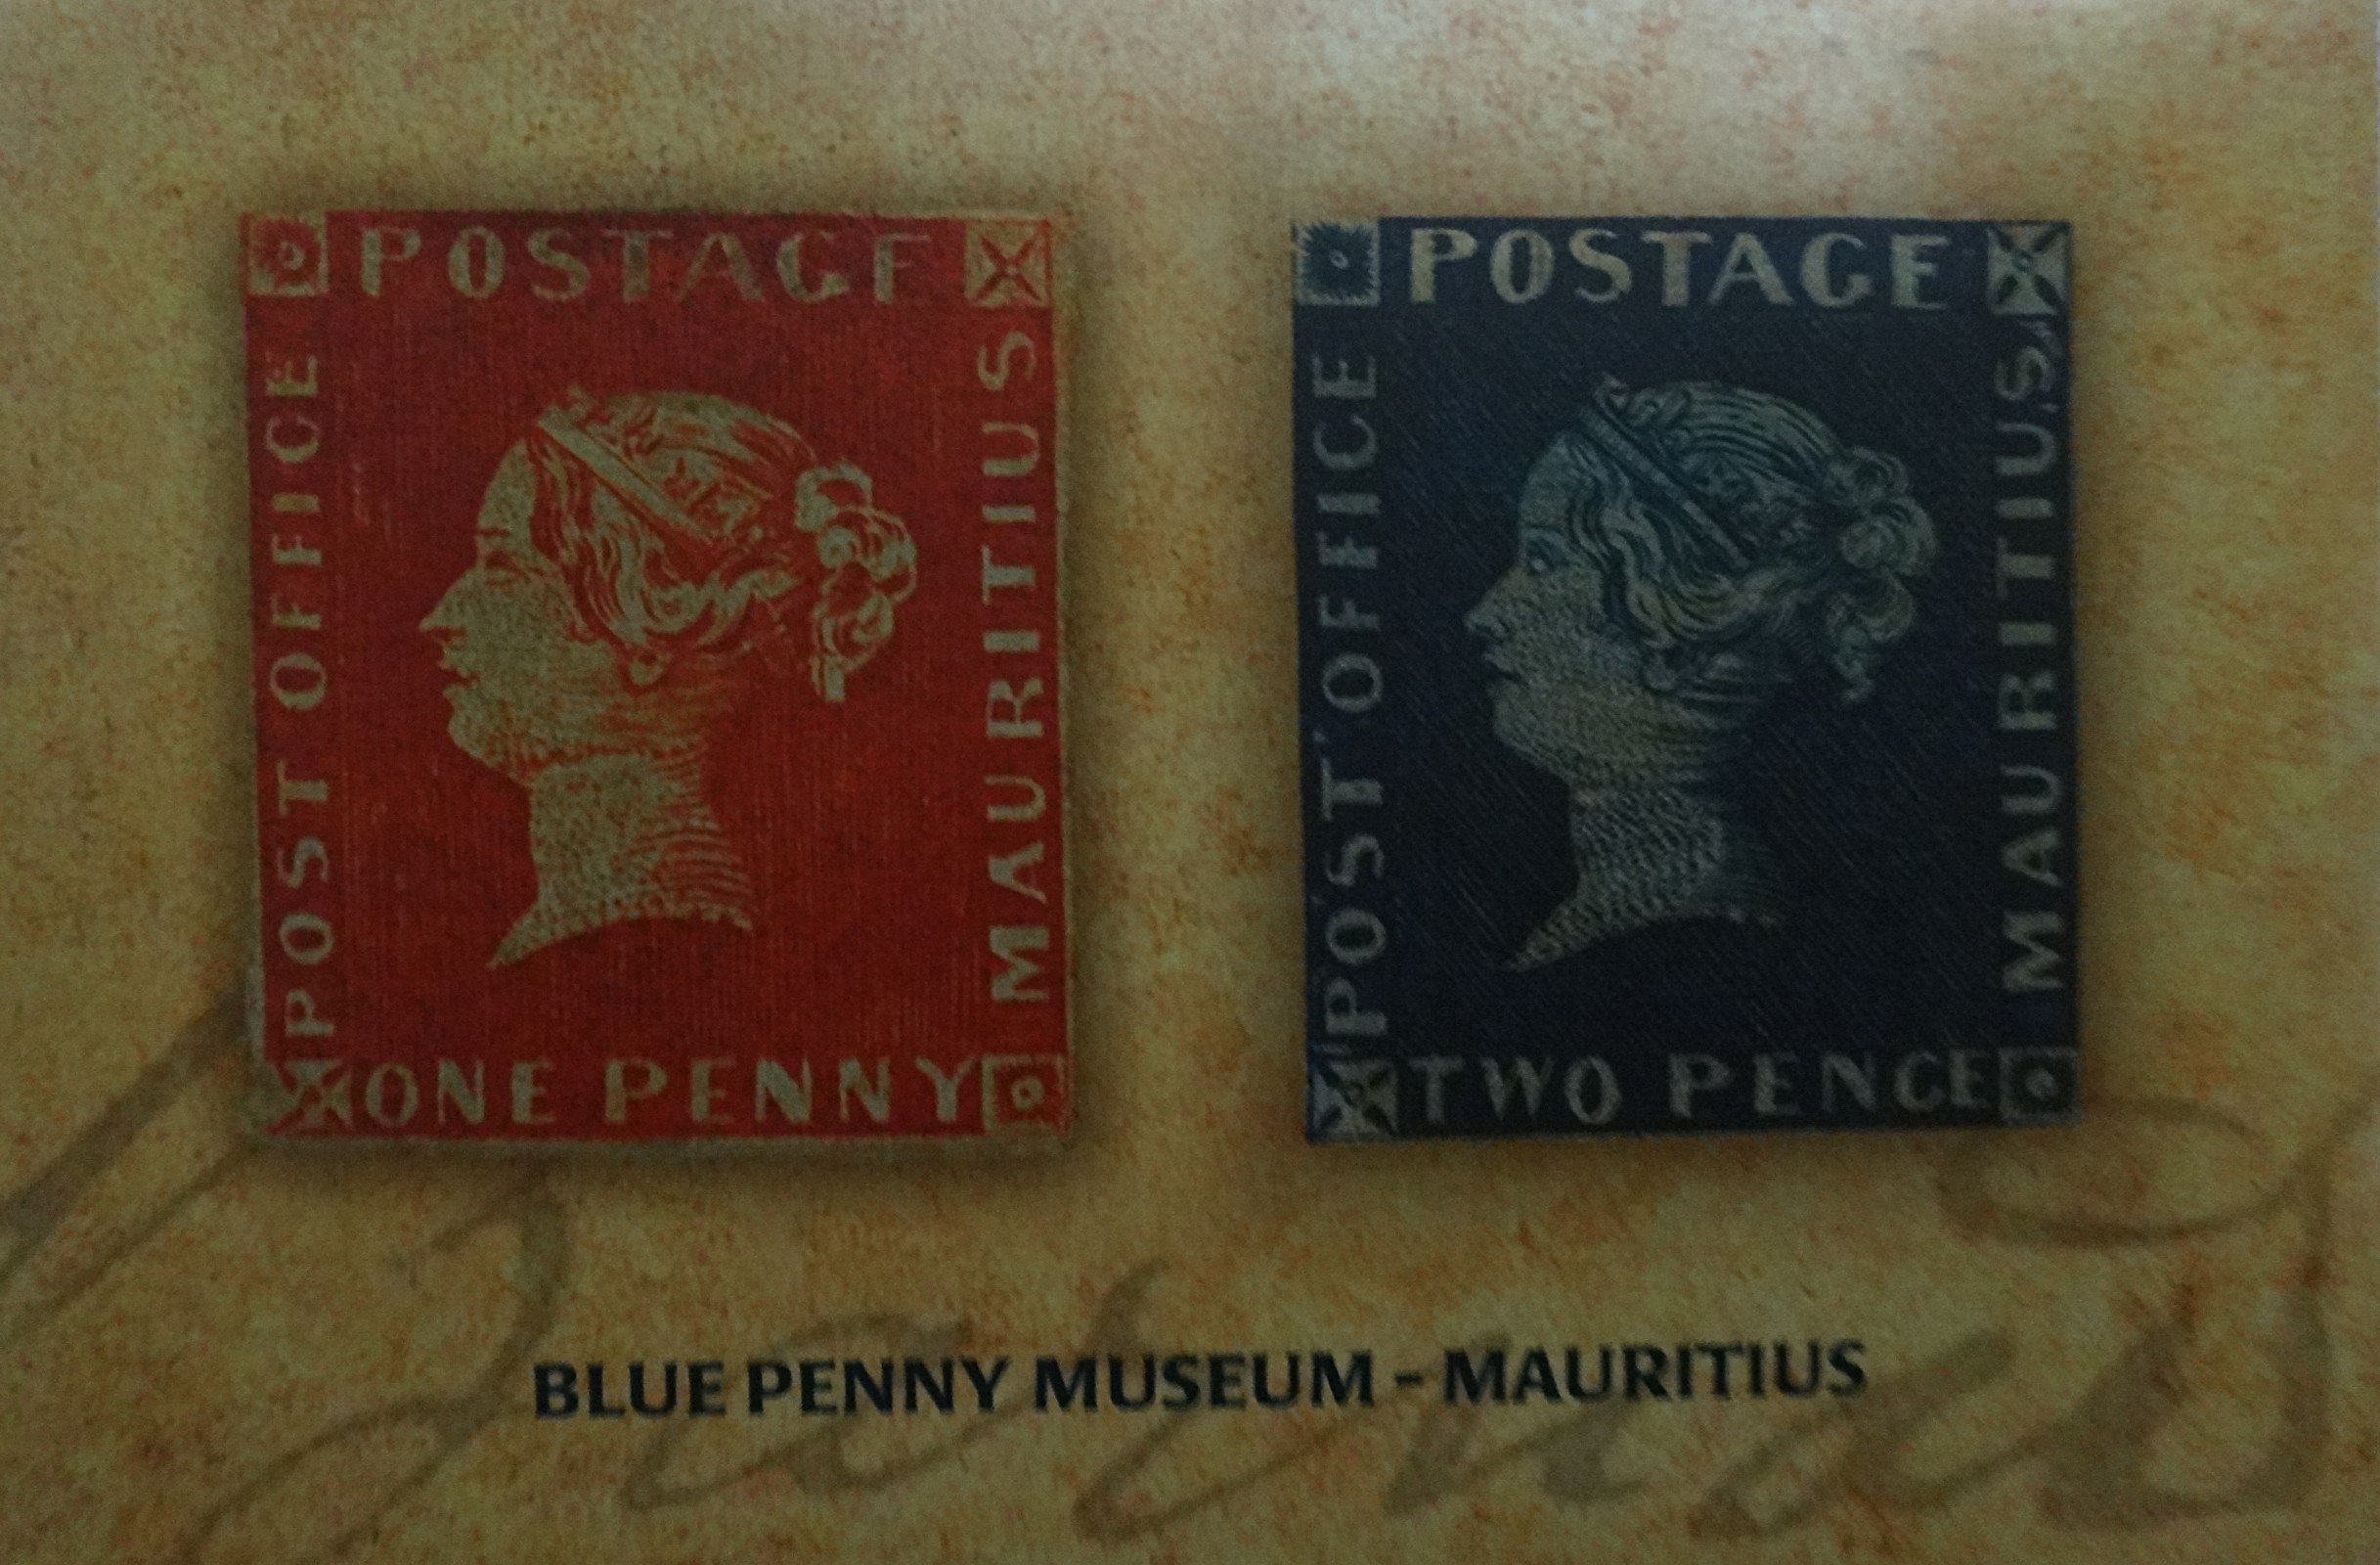 POSTAGE
POST OFFICE
MAURITIUS
ONE PENNY
POSTAGE
POST OFFICE
MAURITIUS
TWO PENCE
BLUE PENNY MUSEUM - MAURITIUS